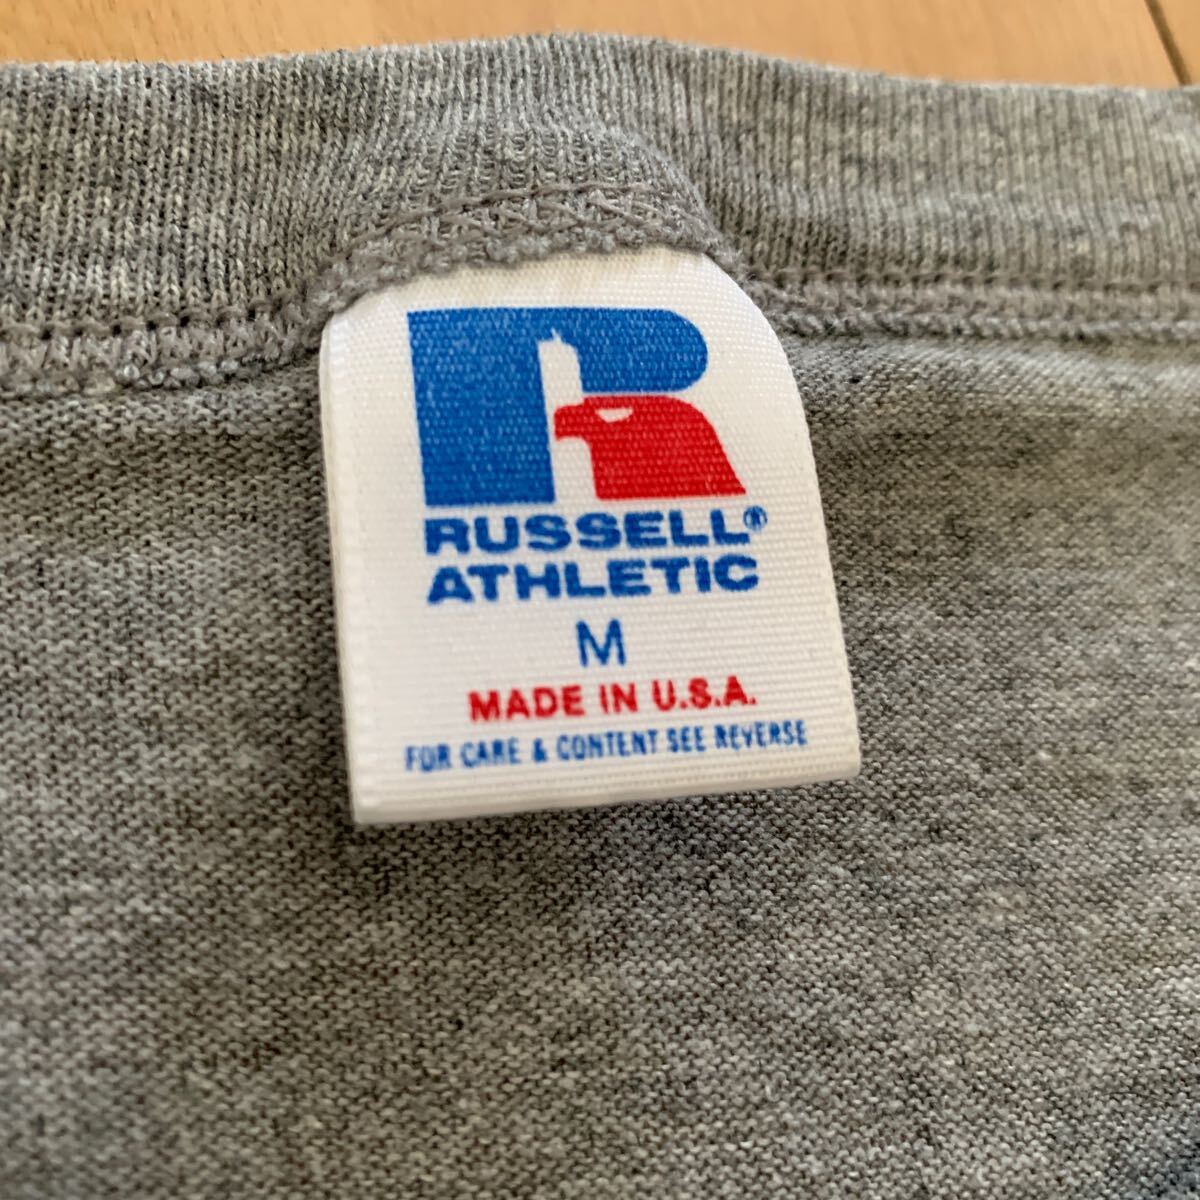 R
RUSSELL®
ATHLETIC
M
MADE IN U.S.A.
FOR CARE & CONTENT SEE REVERSE